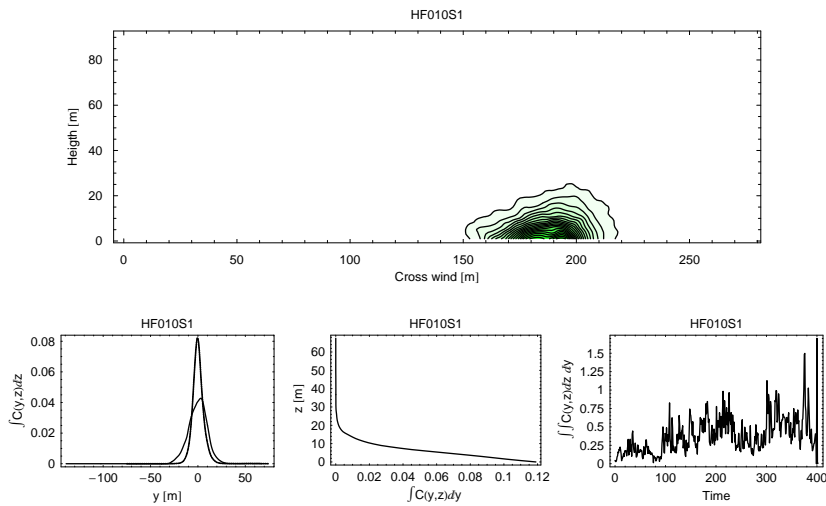 HF010S1
80
60
40
20
0
Heigth [m]
0 50 100 150 200 250
Cross wind [m]
HF010S1
0.08
0.06
0.04
0.02
0
∫C(y,z)dz
−100 −50 0 50
y [m]
HF010S1
60
50
40
30
20
10
0
z [m]
0 0.02 0.04 0.06 0.08 0.1 0.12
∫C(y,z)dy
HF010S1
1.5
1.25
1
0.75
0.5
0.25
0
∫∫C(y,z)dz dy
0 100 200 300 400
Time